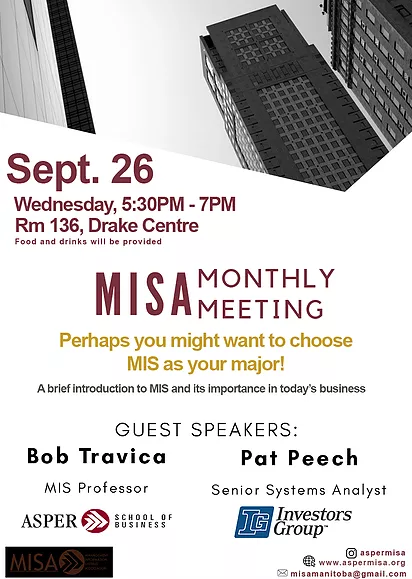 Sept. 26
Wednesday, 5:30PM - 7PM
Rm 136, Drake Centre
Food and drinks will be provided
MISA MONTHLY
MEETING
Perhaps you might want to choose
MIS as your major!
A brief introduction to MIS and its importance in today's business
GUEST SPEAKERS:
Bob Travica
MIS Professor
ASPER SCHOOL OF
BUSINESS
Pat Peech
Senior Systems Analyst
IG Investors
Group™
MISA
aspermisa
www.aspermisa.org
misamanitoba@gmail.com